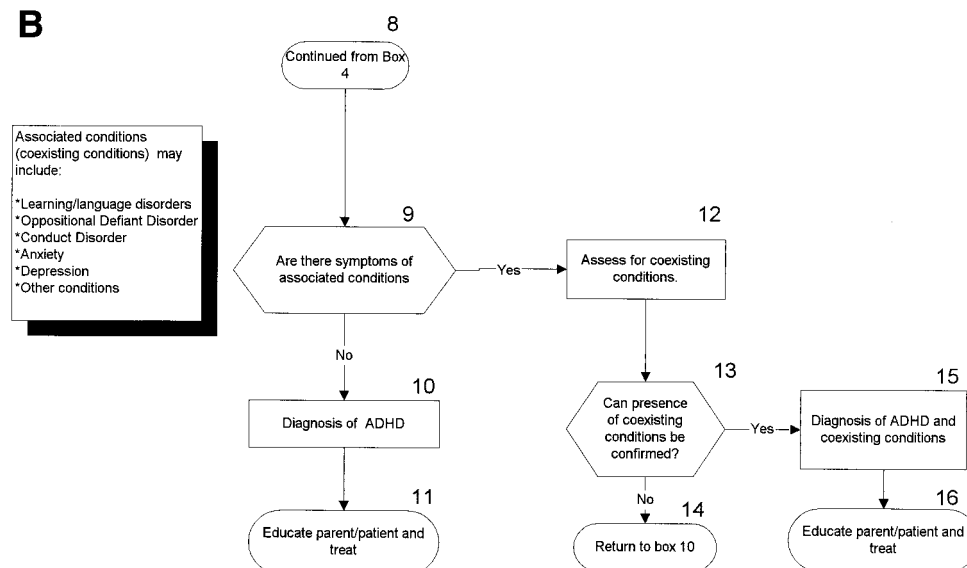 B
8
Continued from Box
4
Associated conditions
(coexisting conditions) may
include:
*Learning/language disorders
*Oppositional Defiant Disorder
*Conduct Disorder
*Anxiety
*Depression
*Other conditions
9
Are there symptoms of
associated conditions
Yes
12
Assess for coexisting
conditions.
No
10
Diagnosis of ADHD
13
Can presence
of coexisting
conditions be
confirmed?
Yes
15
Diagnosis of ADHD and
coexisting conditions
11
Educate parent/patient and
treat
No
14
Return to box 10
16
Educate parent/patient and
treat